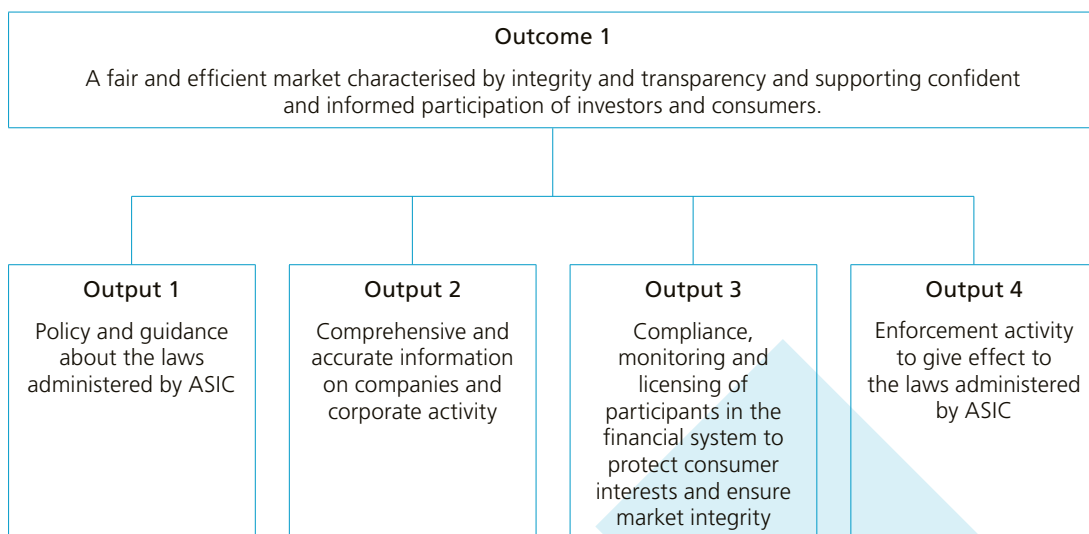 Outcome 1
A fair and efficient market characterised by integrity and transparency and supporting confident
and informed participation of investors and consumers.
Output 1
Policy and guidance
about the laws
administered by ASIC
Output 2
Comprehensive and
accurate information
on companies and
corporate activity
Output 3
Compliance,
monitoring and
licensing of
participants in the
financial system to
protect consumer
interests and ensure
market integrity
Output 4
Enforcement activity
to give effect to
the laws administered
by ASIC